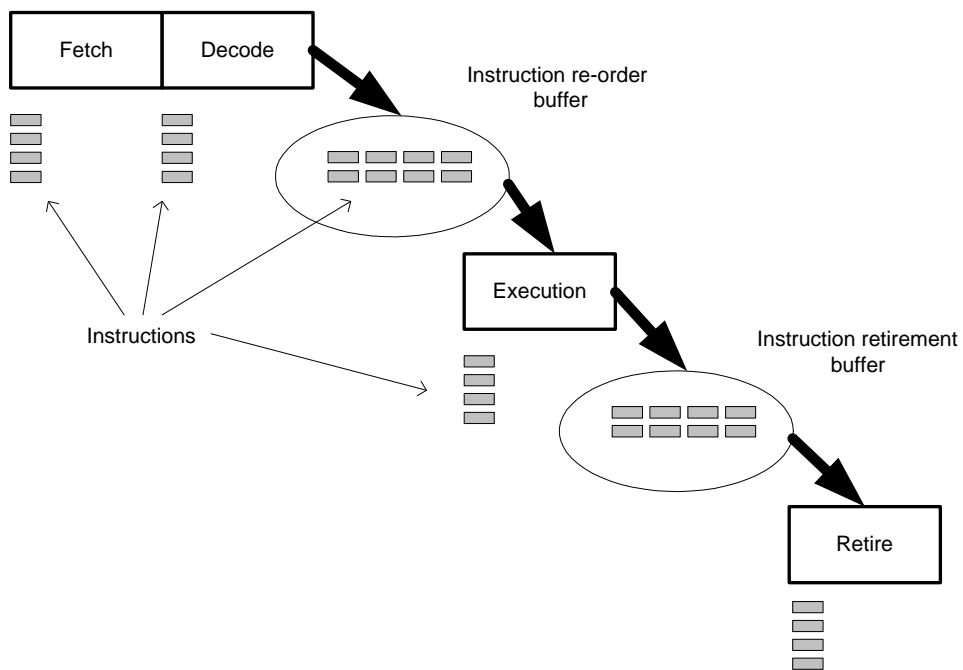 Fetch
Decode
Instruction re-order
buffer
Execution
Instructions
Instruction retirement
buffer
Retire